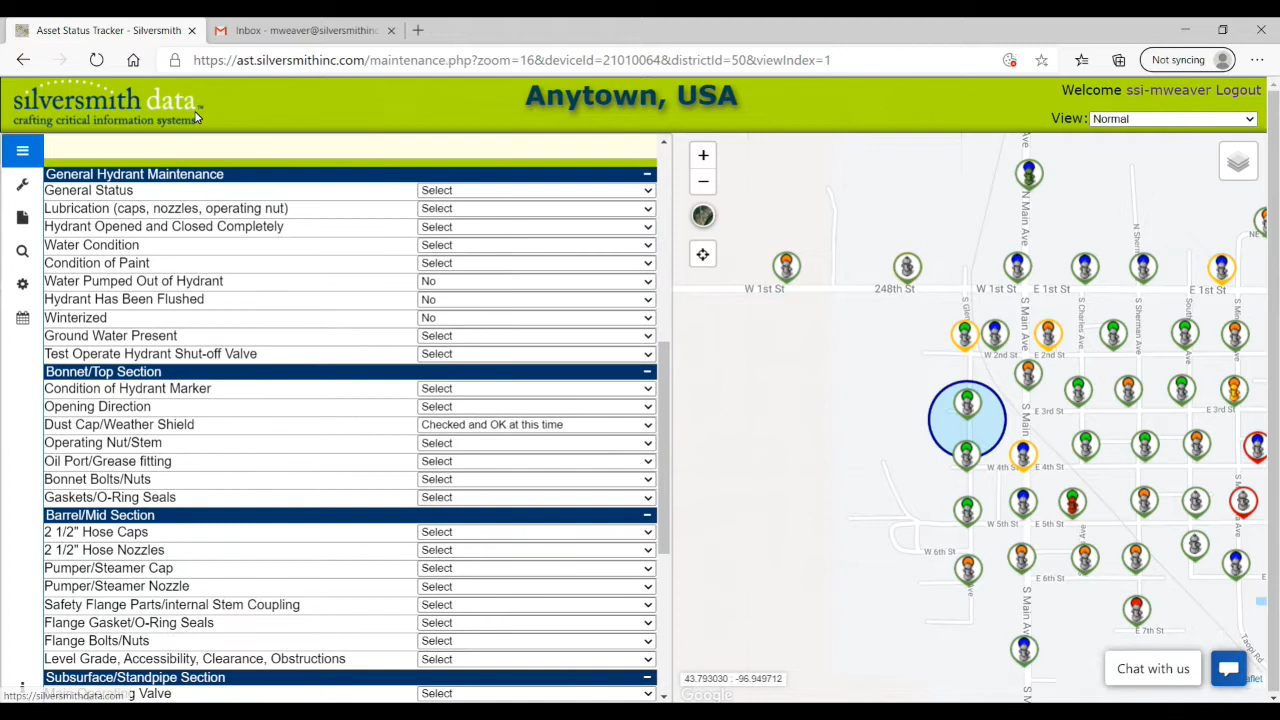 Asset Status Tracker - Silversmith
Inbox - mweaver@silversmithinc
https://ast.silversmithinc.com/maintenance.php?zoom=16&deviceId=21010064&districtId=50&viewIndex=1
Not syncing
silversmith data™
crafting critical information systems
Anytown, USA
Welcome ssi-mweaver Logout
View: Normal
General Hydrant Maintenance
General Status Select
Lubrication (caps, nozzles, operating nut) Select
Hydrant Opened and Closed Completely Select
Water Condition Select
Condition of Paint Select
Water Pumped Out of Hydrant No
Hydrant Has Been Flushed No
Winterized No
Ground Water Present Select
Test Operate Hydrant Shut-off Valve Select
Bonnet/Top Section
Condition of Hydrant Marker Select
Opening Direction Select
Dust Cap/Weather Shield Checked and OK at this time
Operating Nut/Stem Select
Oil Port/Grease fitting Select
Bonnet Bolts/Nuts Select
Gaskets/O-Ring Seals Select
Barrel/Mid Section
2 1/2" Hose Caps Select
2 1/2" Hose Nozzles Select
Pumper/Steamer Cap Select
Pumper/Steamer Nozzle Select
Safety Flange Parts/internal Stem Coupling Select
Flange Gasket/O-Ring Seals Select
Flange Bolts/Nuts Select
Level Grade, Accessibility, Clearance, Obstructions Select
Subsurface/Standpipe Section
Valve Select
https://silversmithdata.com
+
−
N Main Ave
W 1st St
248th St
W 1st St
E 1st St
E 1st St
W 2nd St
E 2nd St
E 3rd St
E 3rd St
W 4th St
E 4th St
W 5th St
E 5th St
W 6th St
E 6th St
E 7th St
S Main Ave
S Charles Ave
S Sherman Ave
Taopi Rd
43.793030 : -96.949712
Google
Chat with us